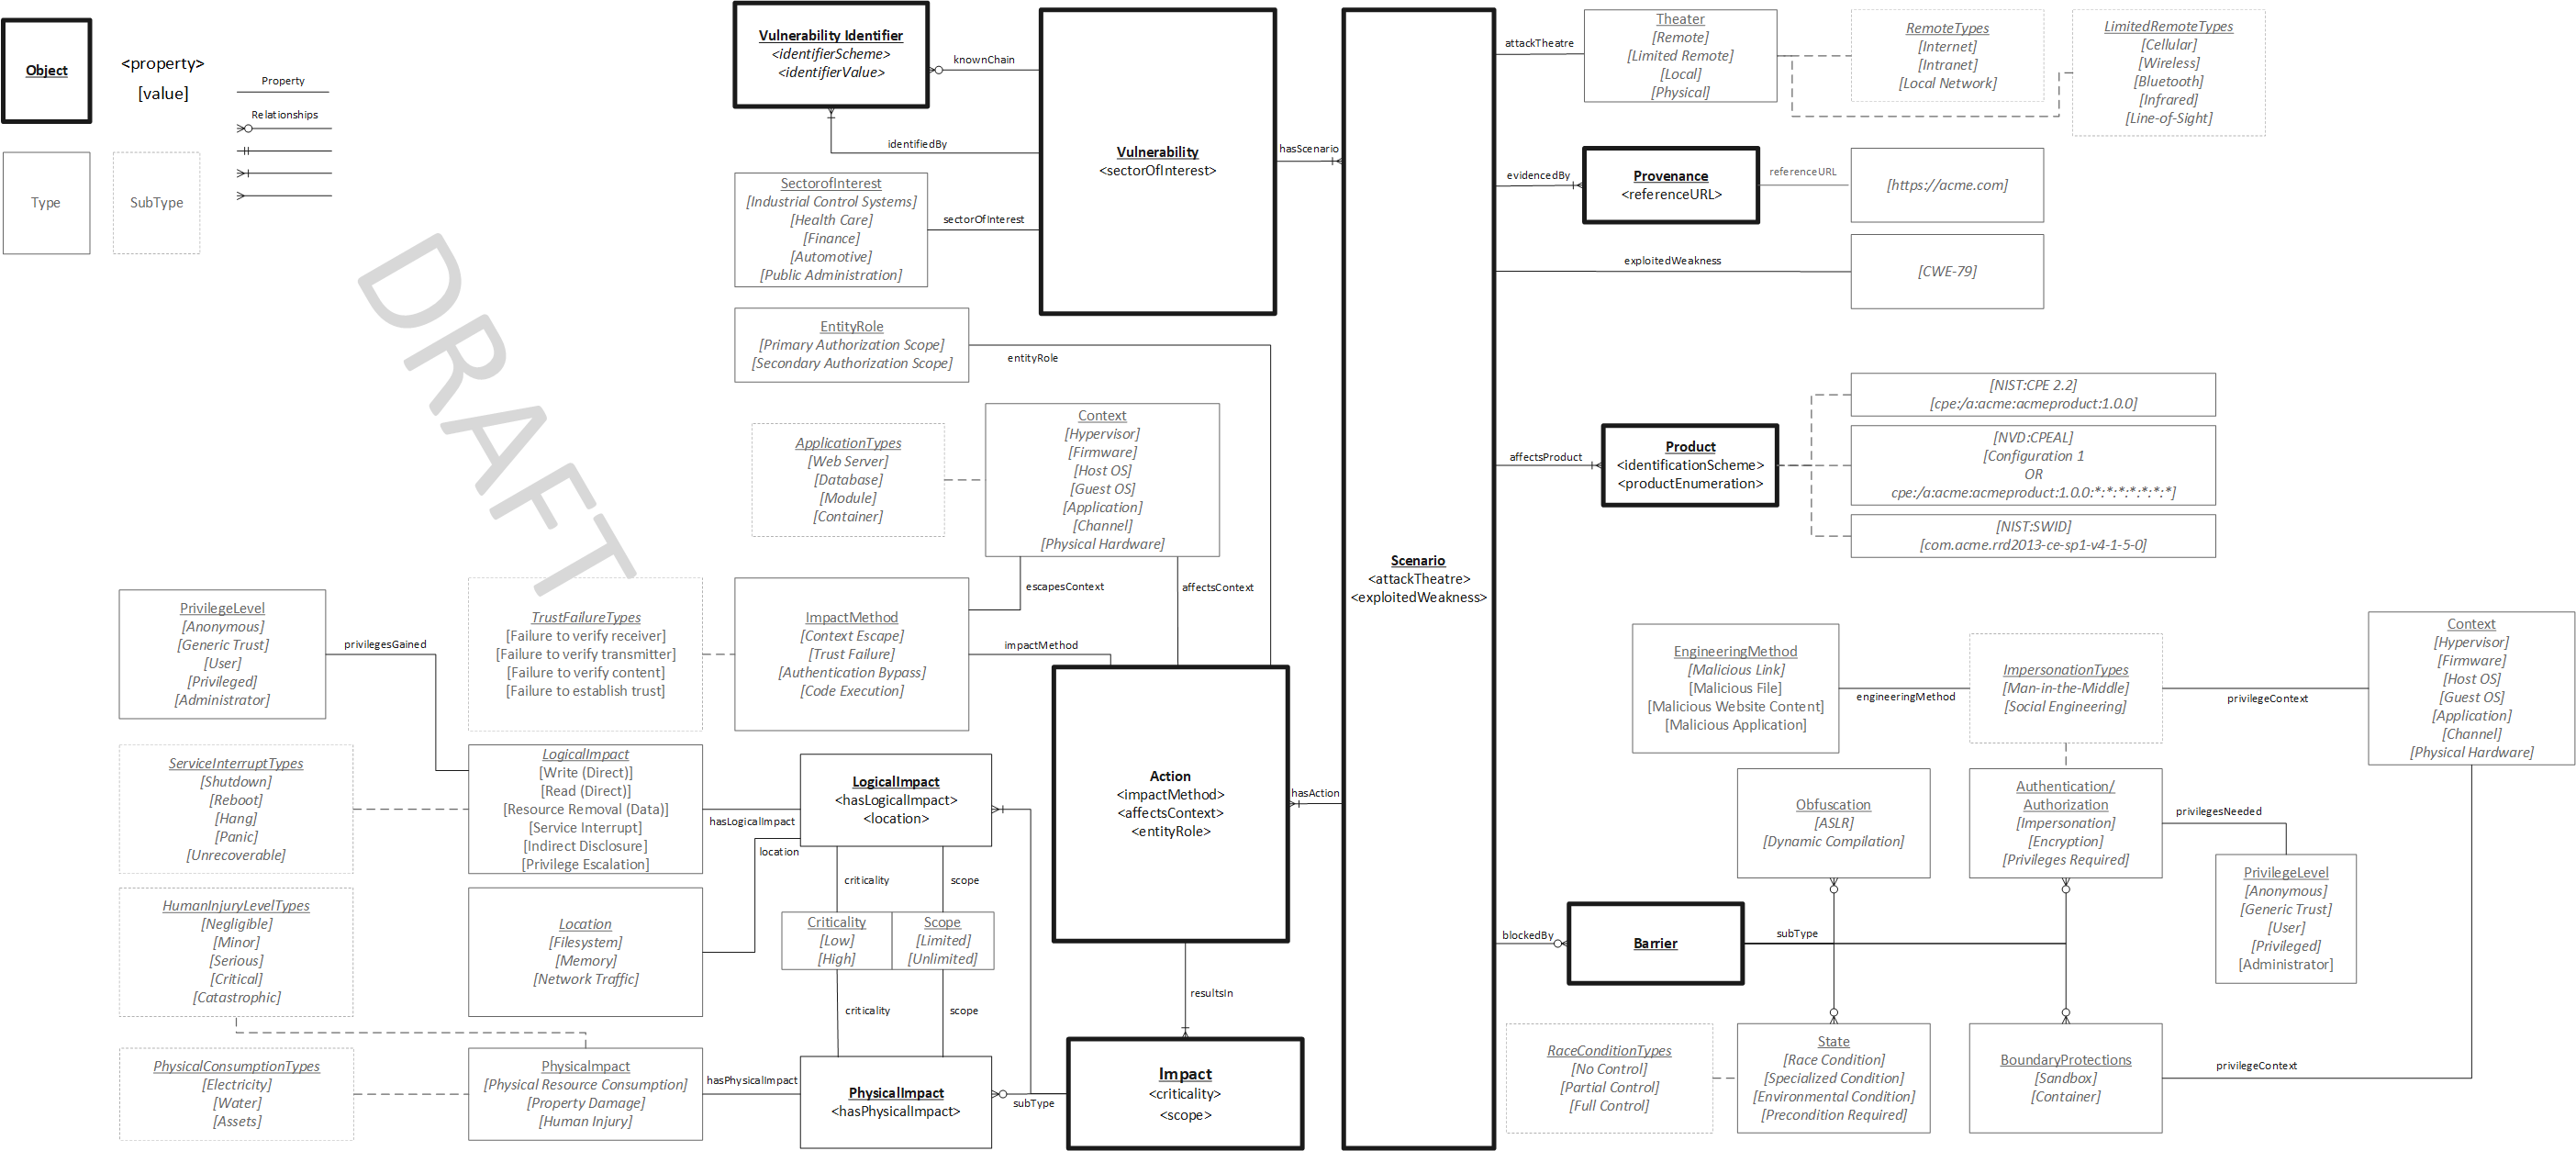 Object
<property>
[value]
Property
Relationships
Type
SubType
DRAFT
Vulnerability Identifier
<identifierScheme>
<identifierValue>
knownChain
identifiedBy
SectorofInterest
[Industrial Control Systems]
[Health Care]
[Finance]
[Automotive]
[Public Administration]
sectorOfInterest
Vulnerability
<sectorOfInterest>
hasScenario
EntityRole
[Primary Authorization Scope]
[Secondary Authorization Scope]
entityRole
ApplicationTypes
[Web Server]
[Database]
[Module]
[Container]
Context
[Hypervisor]
[Firmware]
[Host OS]
[Guest OS]
[Application]
[Channel]
[Physical Hardware]
escapesContext
affectsContext
PrivilegeLevel
[Anonymous]
[Generic Trust]
[User]
[Privileged]
[Administrator]
privilegesGained
TrustFailureTypes
[Failure to verify receiver]
[Failure to verify transmitter]
[Failure to verify content]
[Failure to establish trust]
ImpactMethod
[Context Escape]
[Trust Failure]
[Authentication Bypass]
[Code Execution]
impactMethod
ServiceInterruptTypes
[Shutdown]
[Reboot]
[Hang]
[Panic]
[Unrecoverable]
LogicalImpact
[Write (Direct)]
[Read (Direct)]
[Resource Removal (Data)]
[Service Interrupt]
[Indirect Disclosure]
[Privilege Escalation]
hasLogicalImpact
location
LogicalImpact
<hasLogicalImpact>
<location>
Action
<impactMethod>
<affectsContext>
<entityRole>
hasAction
HumanInjuryLevelTypes
[Negligible]
[Minor]
[Serious]
[Critical]
[Catastrophic]
Location
[Filesystem]
[Memory]
[Network Traffic]
criticality
scope
Criticality
[Low]
[High]
Scope
[Limited]
[Unlimited]
criticality
scope
resultsIn
PhysicalConsumptionTypes
[Electricity]
[Water]
[Assets]
PhysicalImpact
[Physical Resource Consumption]
[Property Damage]
[Human Injury]
hasPhysicalImpact
PhysicalImpact
<hasPhysicalImpact>
subType
Impact
<criticality>
<scope>
Scenario
<attackTheatre>
<exploitedWeakness>
attackTheatre
Theater
[Remote]
[Limited Remote]
[Local]
[Physical]
RemoteTypes
[Internet]
[Intranet]
[Local Network]
LimitedRemoteTypes
[Cellular]
[Wireless]
[Bluetooth]
[Infrared]
[Line-of-Sight]
evidencedBy
Provenance
<referenceURL>
referenceURL
[https://acme.com]
exploitedWeakness
[CWE-79]
affectsProduct
Product
<identificationScheme>
<productEnumeration>
[NIST:CPE 2.2]
[cpe:/a:acme:acmeproduct:1.0.0]
[NVD:CPEAL]
[Configuration 1
OR
cpe:/a:acme:acmeproduct:1.0.0:*:*:*:*:*:*:*]
[NIST:SWID]
[com.acme.rrd2013-ce-sp1-v4-1-5-0]
EngineeringMethod
[Malicious Link]
[Malicious File]
[Malicious Website Content]
[Malicious Application]
engineeringMethod
ImpersonationTypes
[Man-in-the-Middle]
[Social Engineering]
privilegeContext
Context
[Hypervisor]
[Firmware]
[Host OS]
[Guest OS]
[Application]
[Channel]
[Physical Hardware]
Obfuscation
[ASLR]
[Dynamic Compilation]
Authentication/
Authorization
[Impersonation]
[Encryption]
[Privileges Required]
privilegesNeeded
PrivilegeLevel
[Anonymous]
[Generic Trust]
[User]
[Privileged]
[Administrator]
blockedBy
Barrier
subType
RaceConditionTypes
[No Control]
[Partial Control]
[Full Control]
State
[Race Condition]
[Specialized Condition]
[Environmental Condition]
[Precondition Required]
BoundaryProtections
[Sandbox]
[Container]
privilegeContext